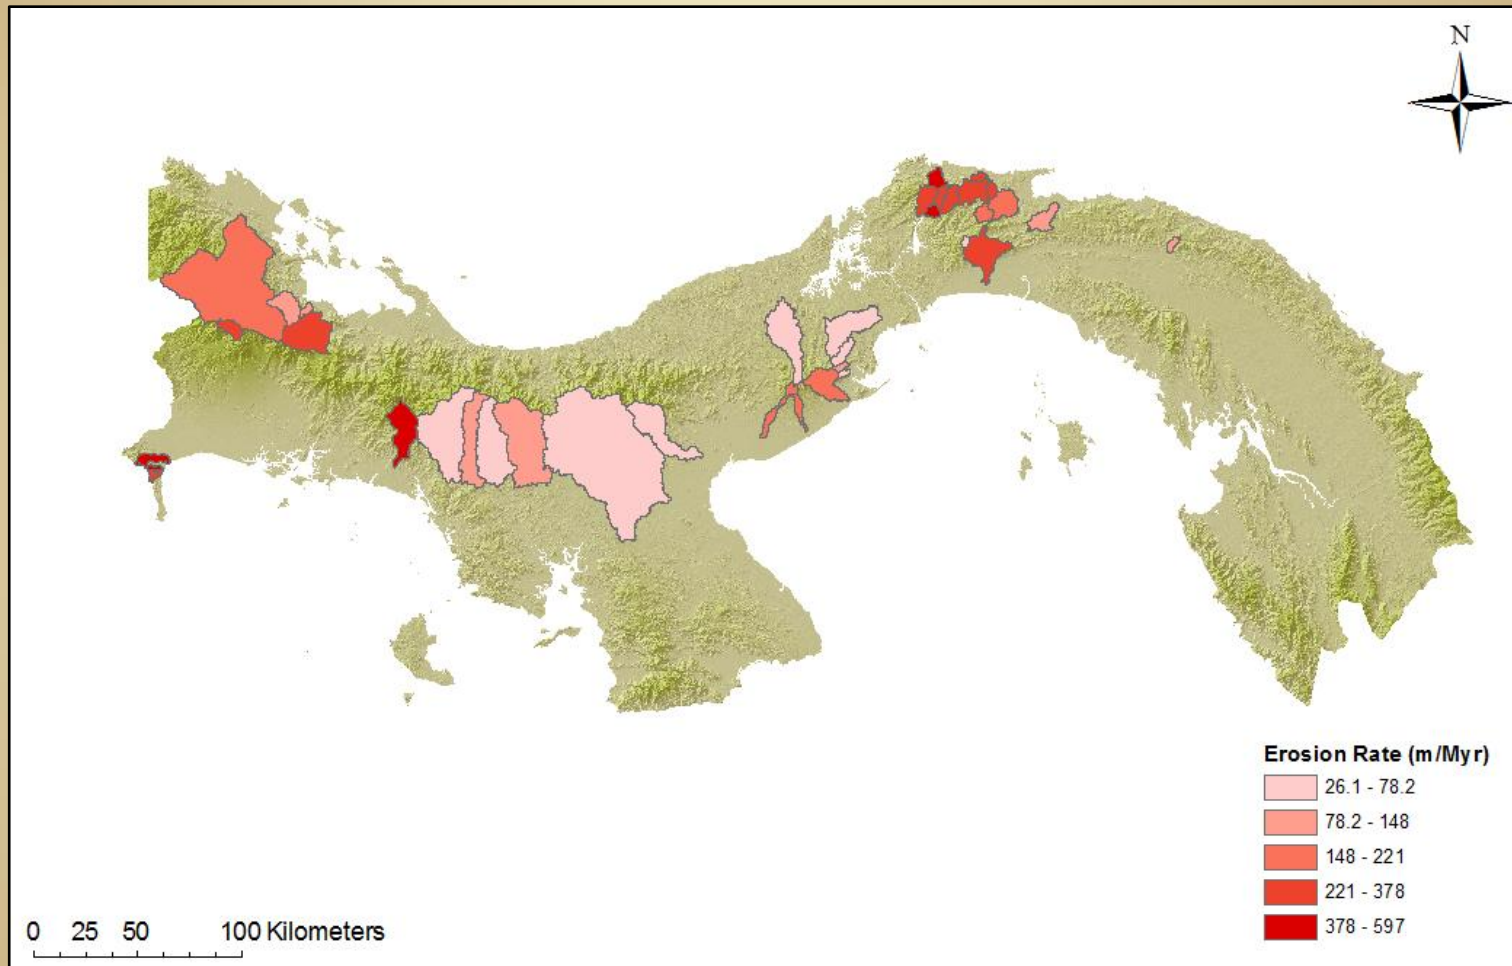 N
Erosion Rate (m/Myr)
26.1 - 78.2
78.2 - 148
148 - 221
221 - 378
378 - 597
0 25 50 100 Kilometers